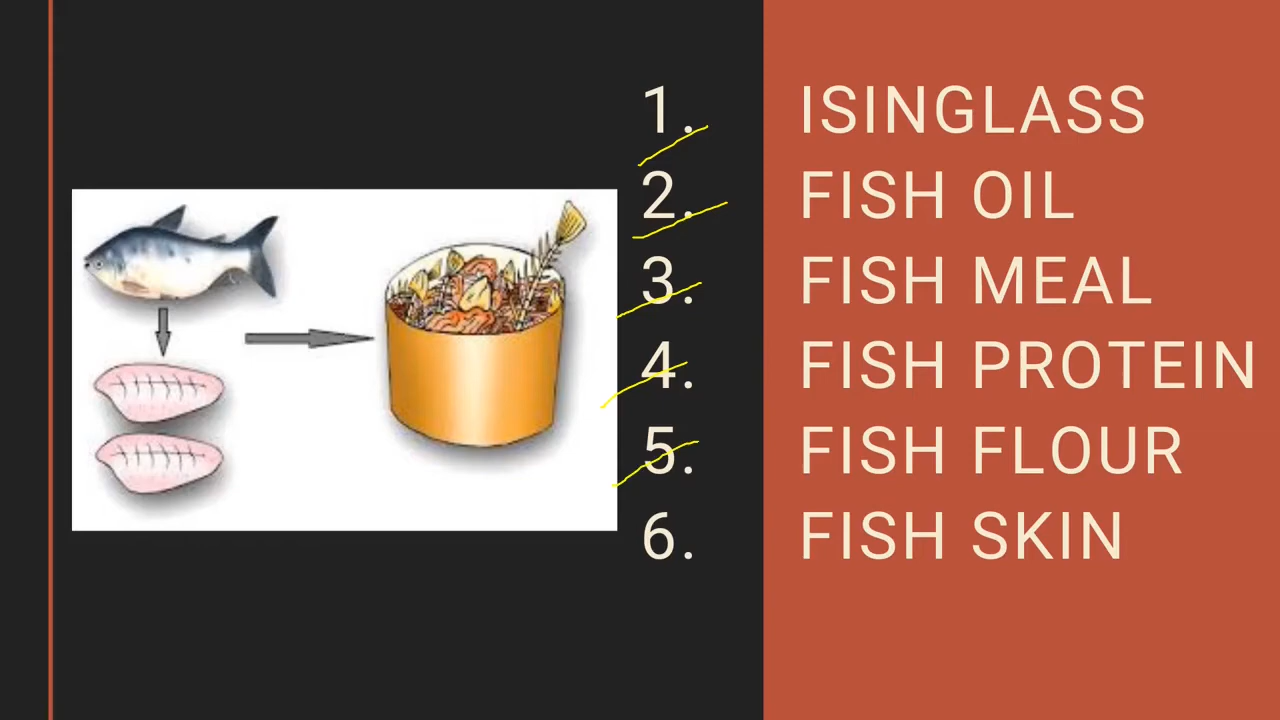 1. ISINGLASS
2. FISH OIL
3. FISH MEAL
4. FISH PROTEIN
5. FISH FLOUR
6. FISH SKIN